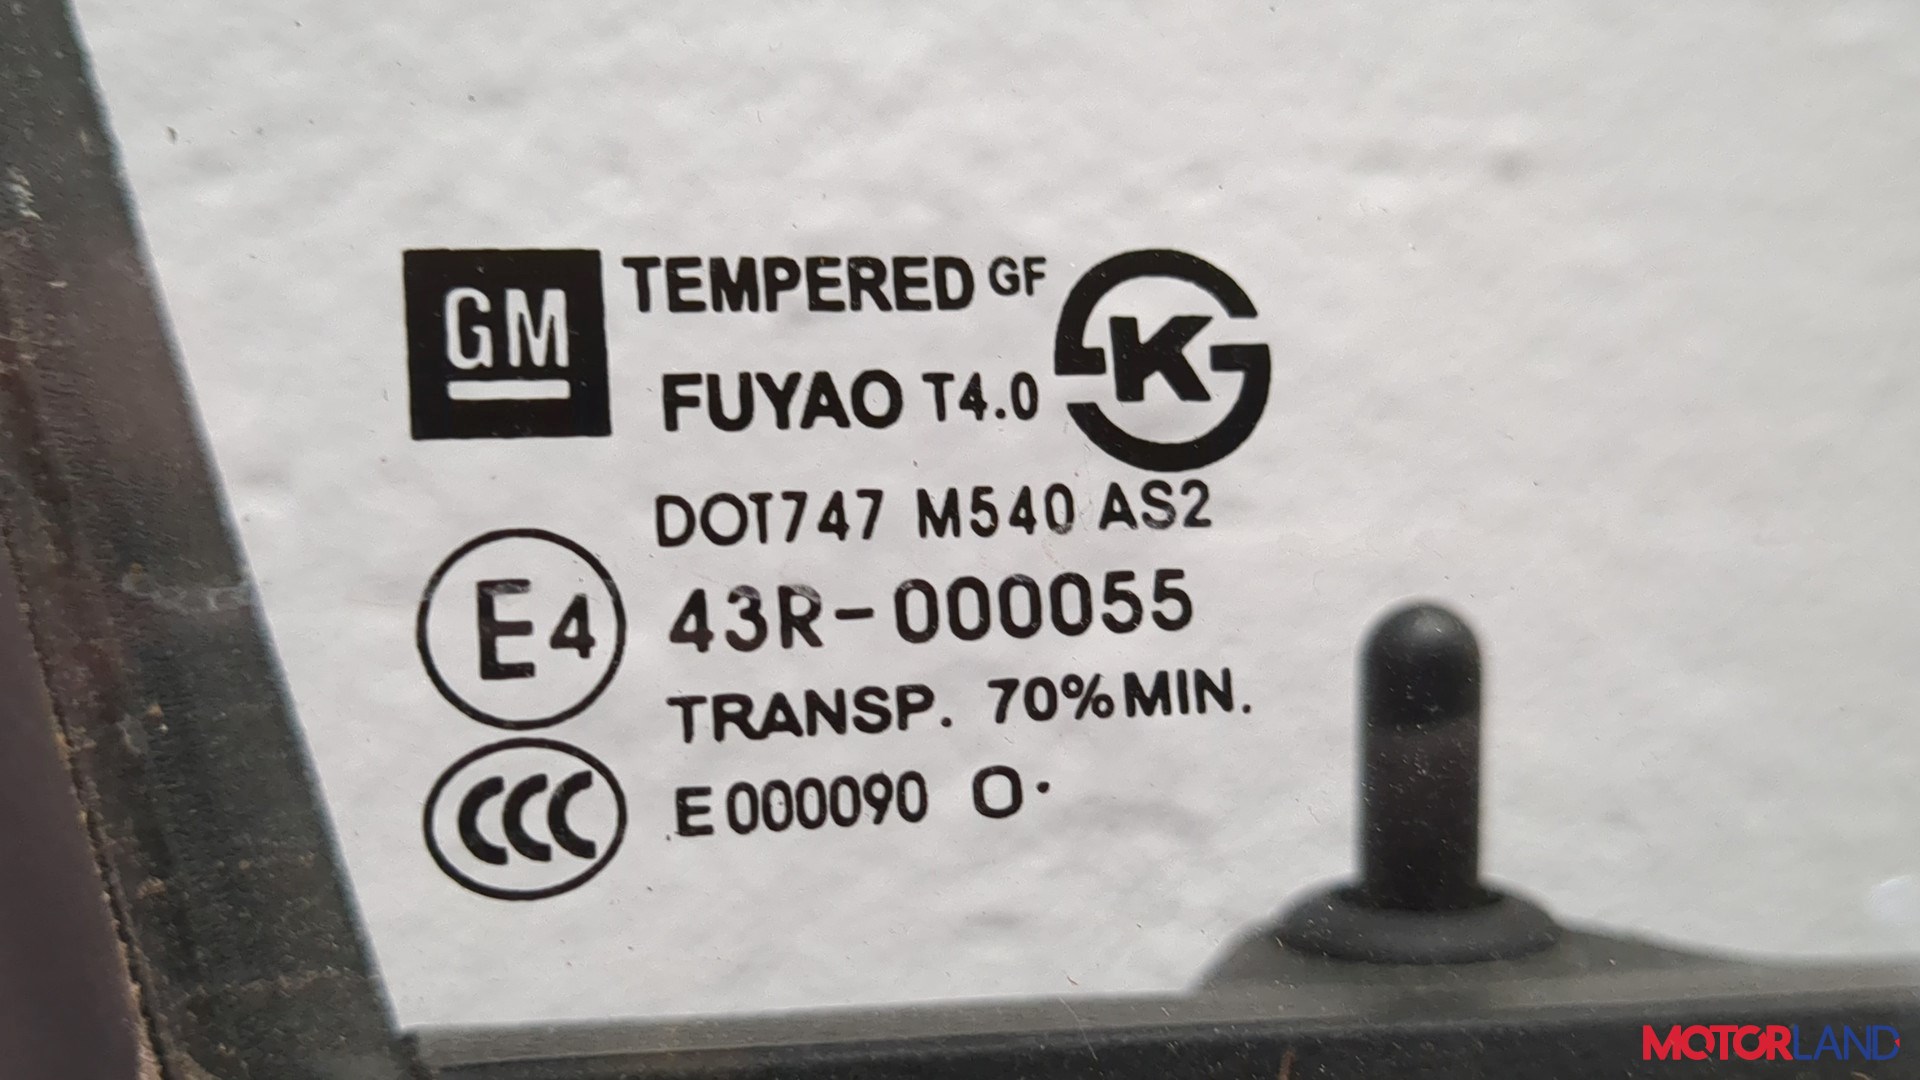 GM
TEMPERED GF
FUYAO T4.0
K
DOT747 M540 AS2
E4
43R-000055
TRANSP. 70% MIN.
CCC
E000090 O.
MOTORLAND